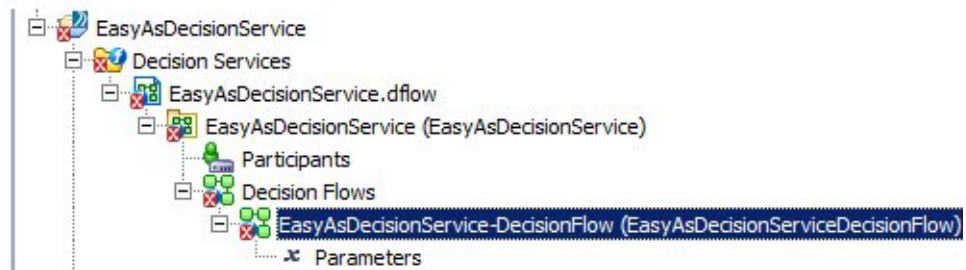 EasyAsDecisionService
Decision Services
EasyAsDecisionService.dflow
EasyAsDecisionService (EasyAsDecisionService)
Participants
Decision Flows
EasyAsDecisionService-DecisionFlow (EasyAsDecisionServiceDecisionFlow)
x Parameters